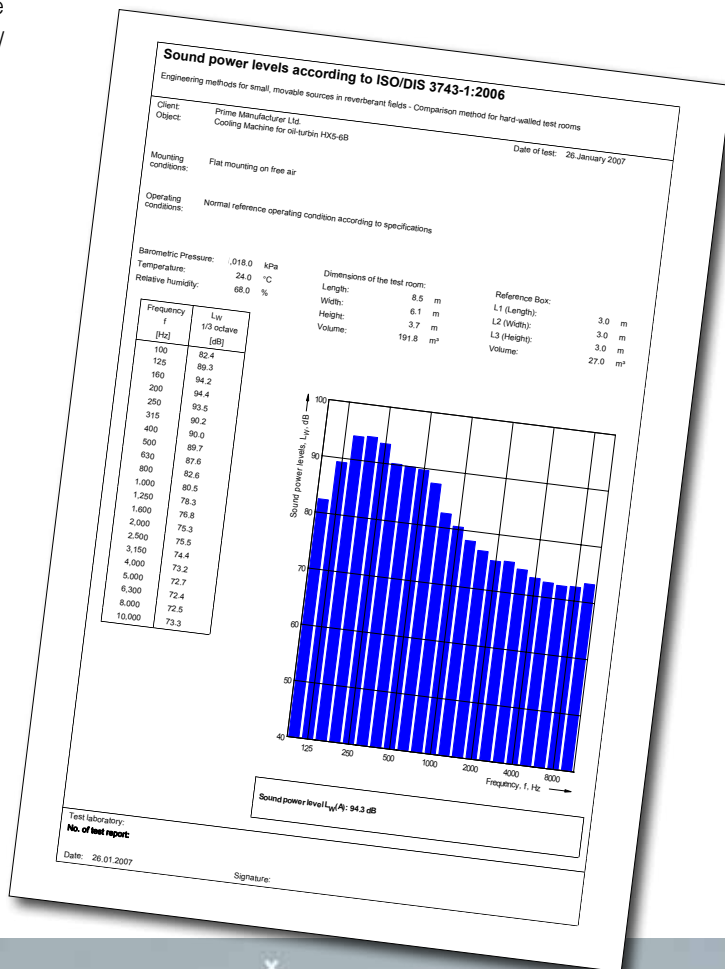 e
Sound power levels according to ISO/DIS 3743-1:2006
Engineering methods for small, movable sources in reverberant fields - Comparison method for hard-walled test rooms
Client: Prime Manufacturer Ltd.
Object: Cooling Machine for oil-turbin HX5-6B
Date of test: 26.January 2007
Mounting conditions: Flat mounting on free air
Operating conditions: Normal reference operating condition according to specifications
Barometric Pressure: ,018.0 kPa
Temperature: 24.0 °C
Relative humidity: 68.0 %
Dimensions of the test room:
Length: 8.5 m
Width: 6.1 m
Height: 3.7 m
Volume: 191.8 m³
Reference Box:
L1 (Length): 3.0 m
L2 (Width): 3.0 m
L3 (Height): 3.0 m
Volume: 27.0 m³
Frequency LW
f 1/3 octave
[Hz] [dB]
100 82.4
125 89.3
160 94.2
200 94.4
250 93.5
315 90.2
400 90.0
500 89.7
630 87.6
800 82.6
1.000 80.5
1,250 78.3
1.600 76.8
2,000 75.3
2,500 75.5
3,150 74.4
4,000 73.2
5.000 72.7
6,300 72.4
8.000 72.5
10,000 73.3
Sound power levels, LW, dB
100
90
80
70
60
50
40
125 250 500 1000 2000 4000 8000
Frequency, f, Hz
Sound power level LW(A): 94.3 dB
Test laboratory:
No. of test report:
Date: 26.01.2007
Signature: